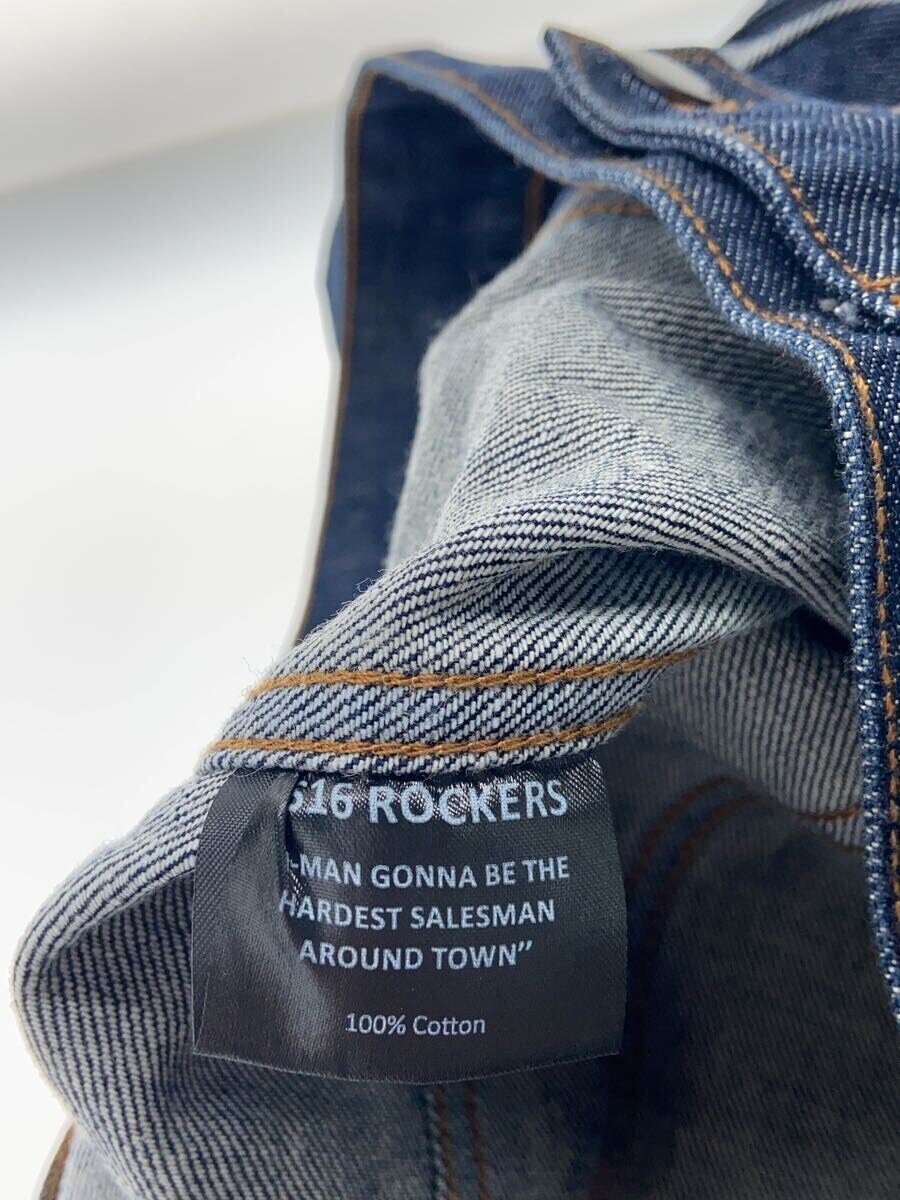 516 ROCKERS
-MAN GONNA BE THE
HARDEST SALESMAN
AROUND TOWN”
100% Cotton